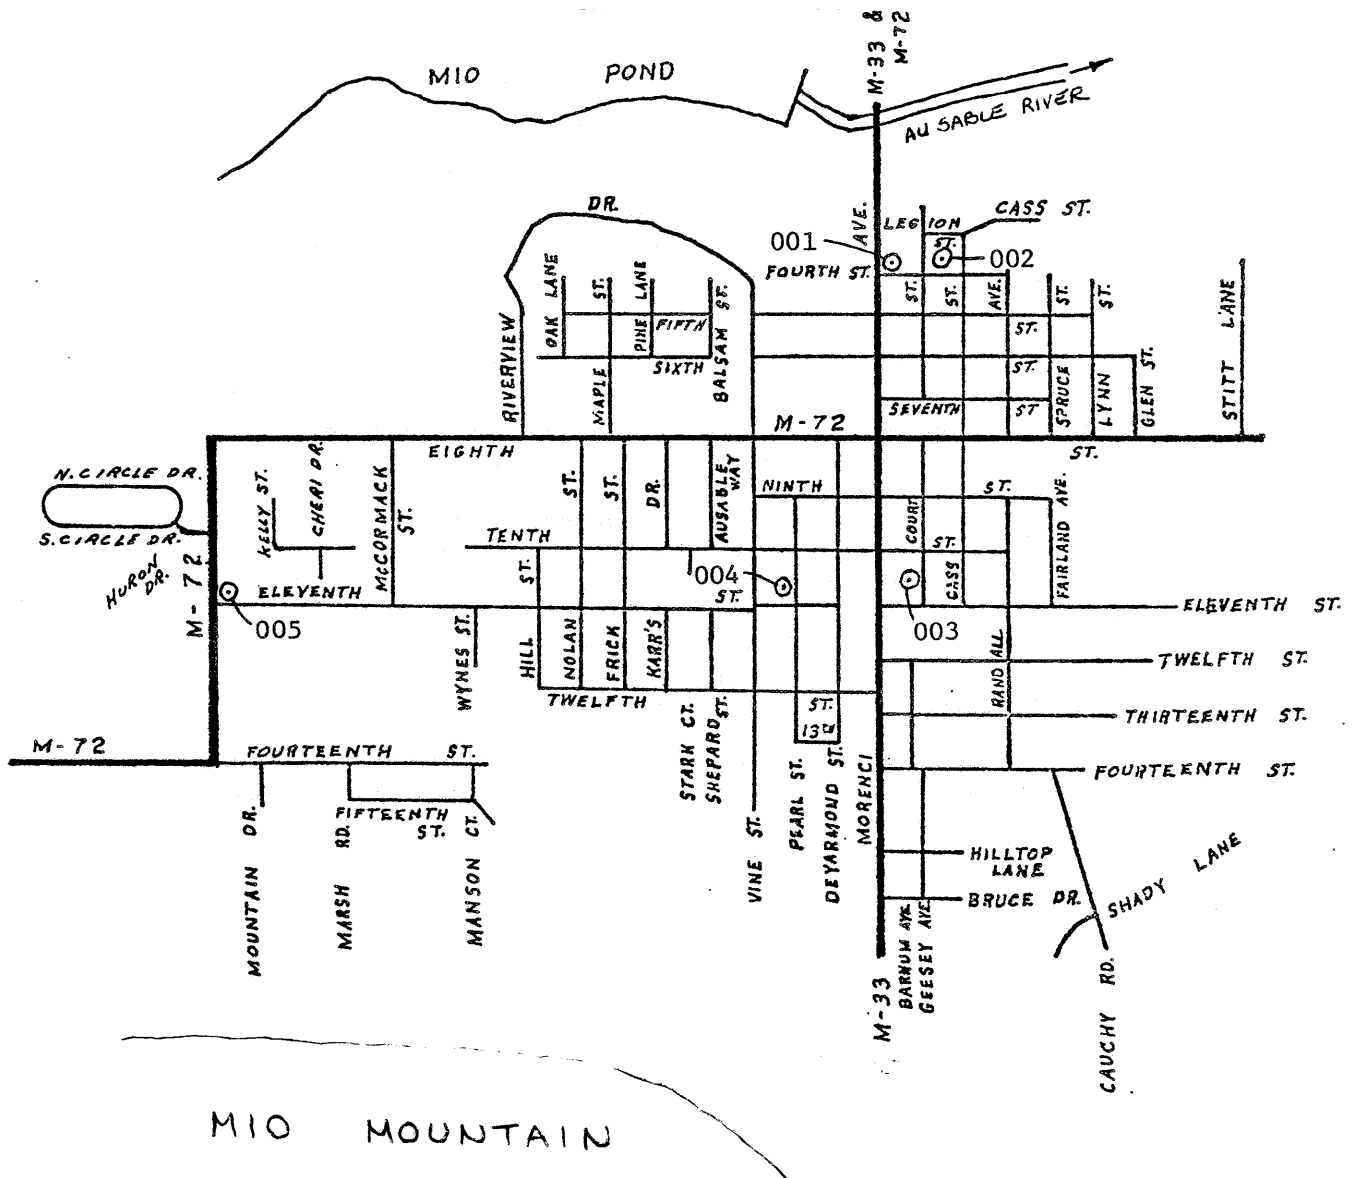 M-33 &
M-72
MIO POND
AU SABLE RIVER
DR.
AVE.
LEGION
ST.
CASS ST.
001
002
FOURTH ST.
OAK LANE
ST.
PINE LANE
ST.
ST.
ST.
AVE.
ST.
ST.
STITT LANE
RIVERVIEW
FIFTH
ST.
BALSAM
MAPLE
SIXTH
ST.
SPRUCE
LYNN
GLEN ST.
SEVENTH
ST
M-72
EIGHTH
ST.
N. CIRCLE DR.
S. CIRCLE DR.
HURON
DR.
M-72
KELLY ST.
CHERI DR.
McCORMACK
ST.
ST.
ST.
DR.
AUSABLE
WAY
NINTH
ST.
FAIRLAND AVE.
COURT
TENTH
ST.
CASS
ST.
004
ELEVENTH
ST.
ELEVENTH ST.
005
003
WYNES ST.
HILL
NOLAN
FRICK
KARR'S
RANDALL
TWELFTH ST.
TWELFTH
ST.
STARK CT.
SHEPARD ST.
13TH
THIRTEENTH ST.
M-72
FOURTEENTH ST.
FOURTEENTH ST.
FIFTEENTH
ST.
MOUNTAIN DR.
MARSH RD.
MANSON CT.
VINE ST.
PEARL ST.
DEYARMOND ST.
MORENCI
HILLTOP
LANE
BRUCE DR.
SHADY LANE
M-33
BARNUM AVE.
GEESEY AVE.
CAUCHY RD.
MIO MOUNTAIN